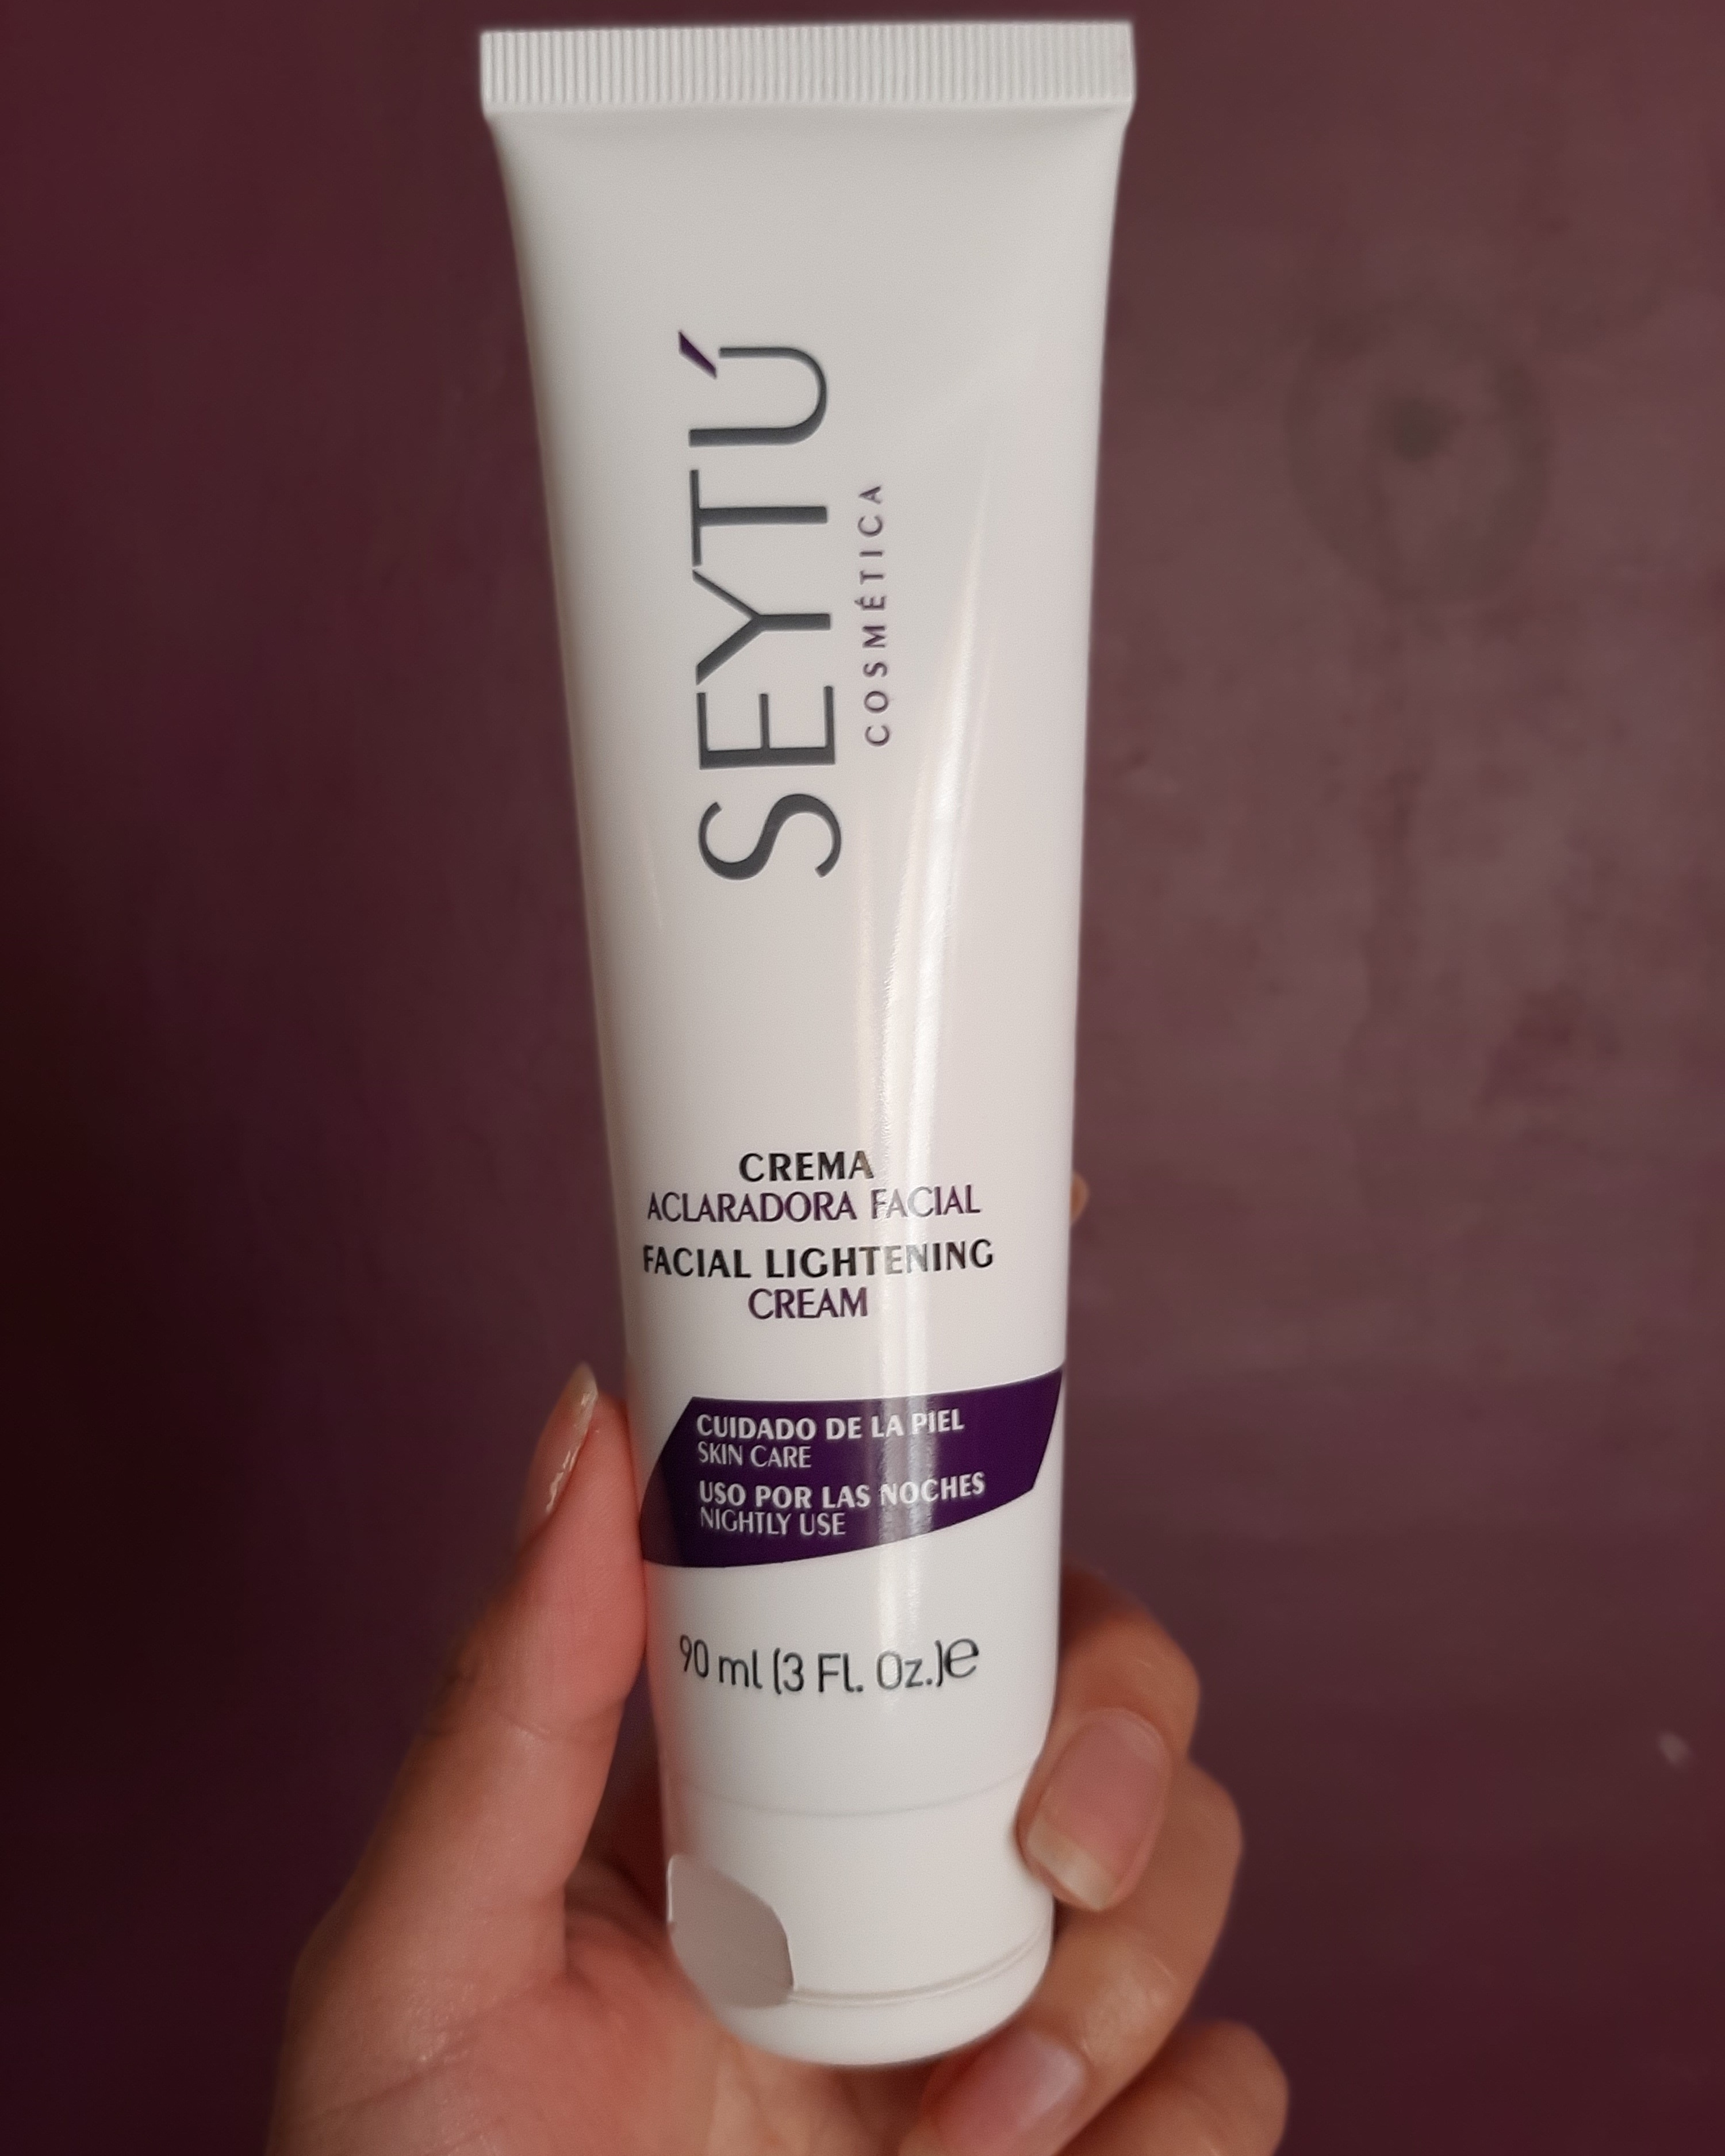 SEYTÚ
COSMÉTICA
CREMA
ACLARADORA FACIAL
FACIAL LIGHTENING
CREAM
CUIDADO DE LA PIEL
SKIN CARE
USO POR LAS NOCHES
NIGHTLY USE
90 ml (3 FL. Oz.)e